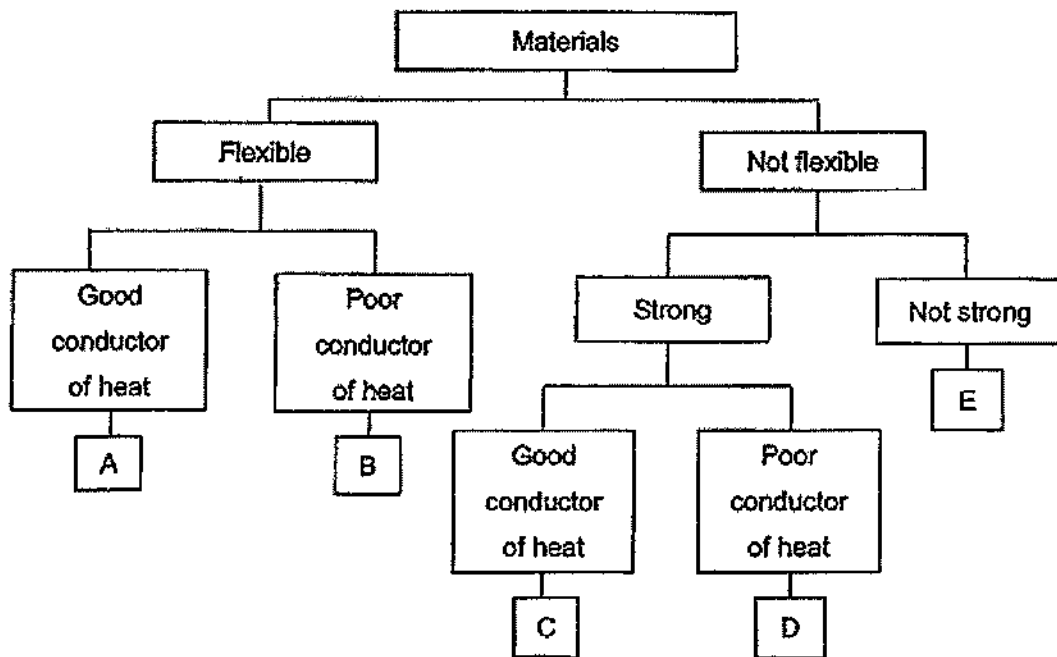 Materials
Flexible
Not flexible
Good
conductor
of heat
Poor
conductor
of heat
Strong
Not strong
A
B
E
Good
conductor
of heat
Poor
conductor
of heat
C
D